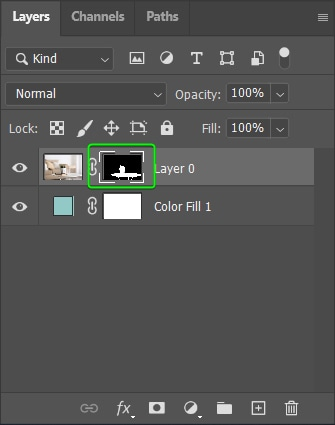 Layers Channels Paths
Kind
Normal Opacity: 100%
Lock: Fill: 100%
Layer 0
Color Fill 1
fx